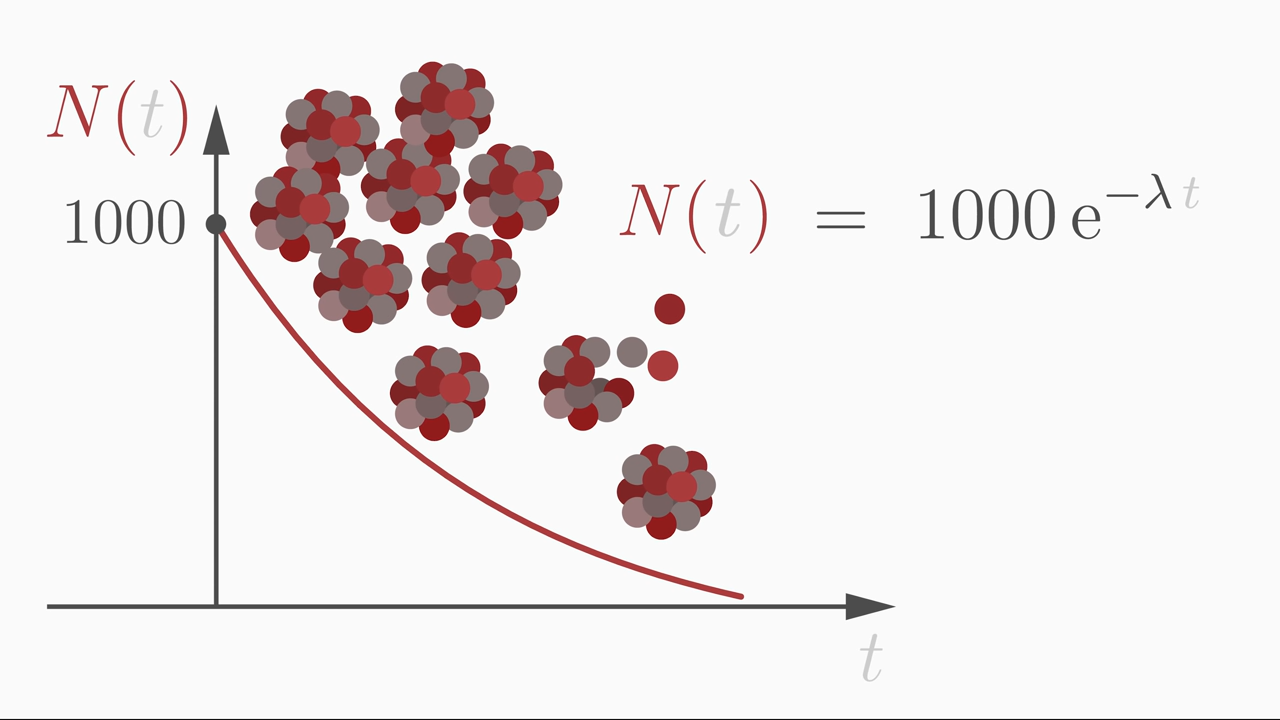 N(t)
1000
N(t) = 1000 e^{-λt}
t